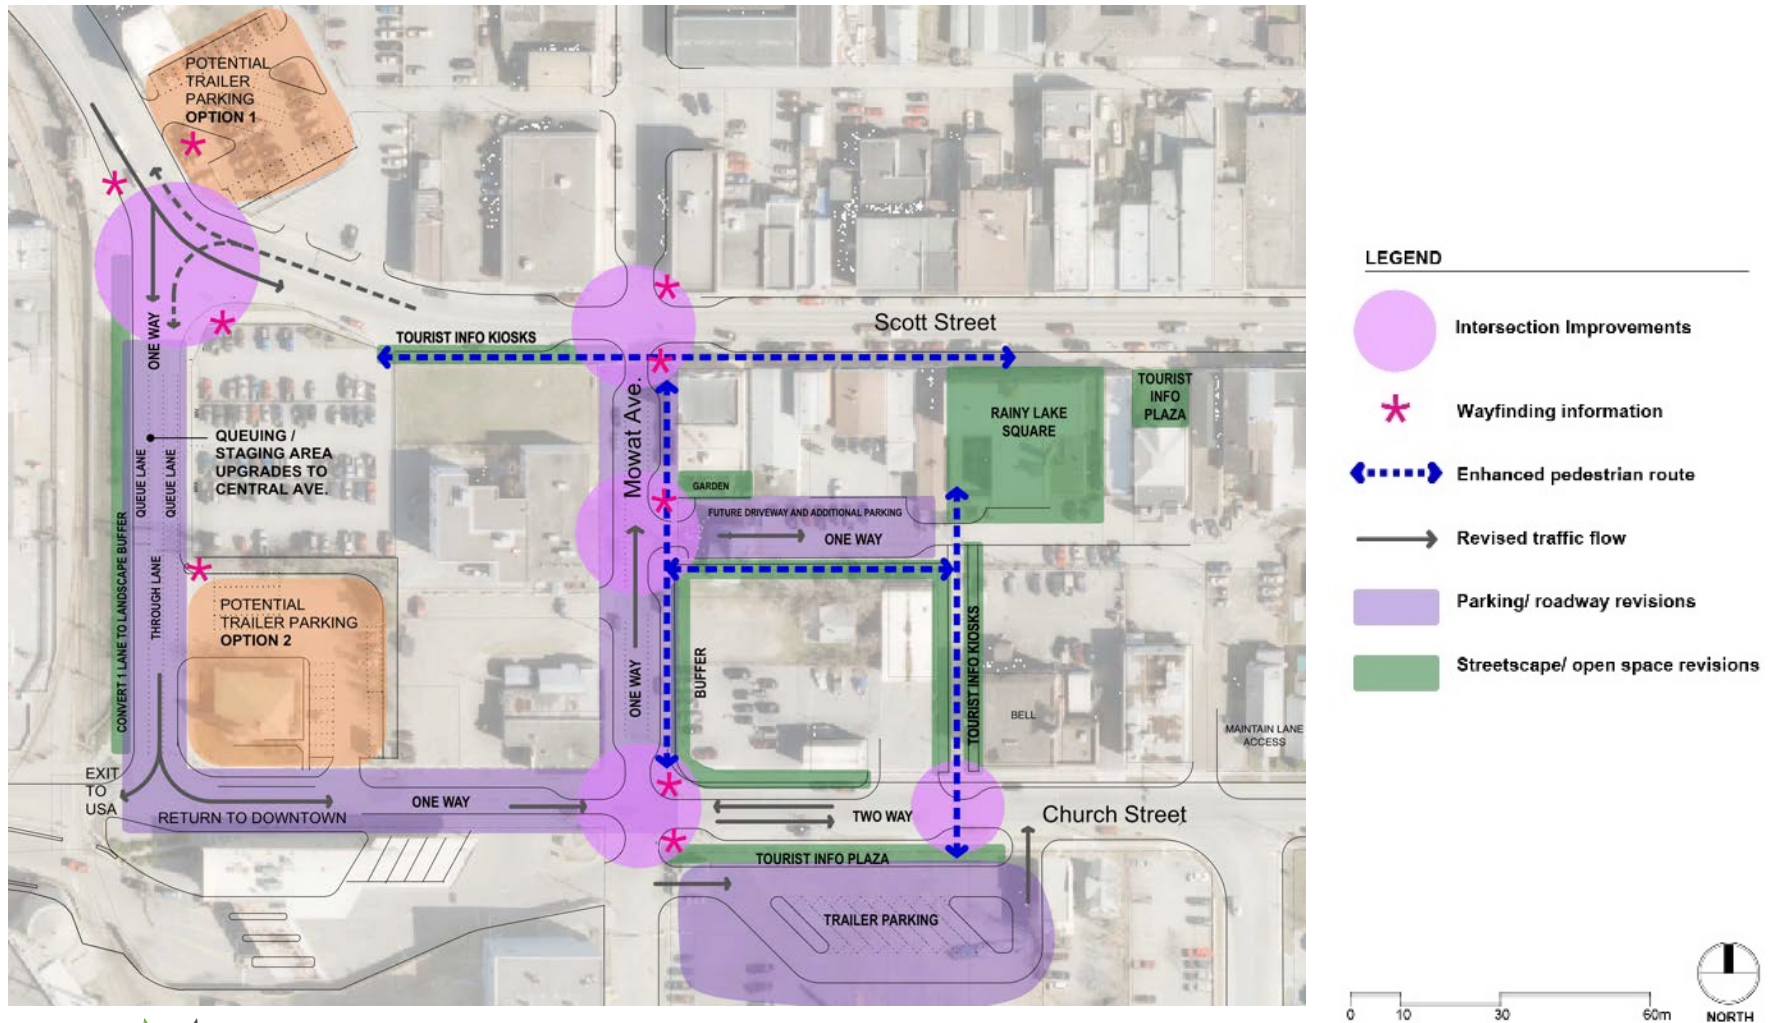 POTENTIAL
TRAILER
PARKING
OPTION 1
ONE WAY
TOURIST INFO KIOSKS
Scott Street
Mowat Ave.
RAINY LAKE
SQUARE
TOURIST
INFO
PLAZA
QUEUING /
STAGING AREA
UPGRADES TO
CENTRAL AVE.
QUEUE LANE
QUEUE LANE
GARDEN
FUTURE DRIVEWAY AND ADDITIONAL PARKING
ONE WAY
CONVERT 1 LANE TO LANDSCAPE BUFFER
THROUGH LANE
POTENTIAL
TRAILER PARKING
OPTION 2
ONE WAY
BUFFER
TOURIST INFO KIOSKS
BELL
MAINTAIN LANE
ACCESS
EXIT
TO
USA
RETURN TO DOWNTOWN
ONE WAY
TWO WAY
Church Street
TOURIST INFO PLAZA
TRAILER PARKING
LEGEND
Intersection Improvements
Wayfinding information
Enhanced pedestrian route
Revised traffic flow
Parking/ roadway revisions
Streetscape/ open space revisions
0 10 30 60m
NORTH